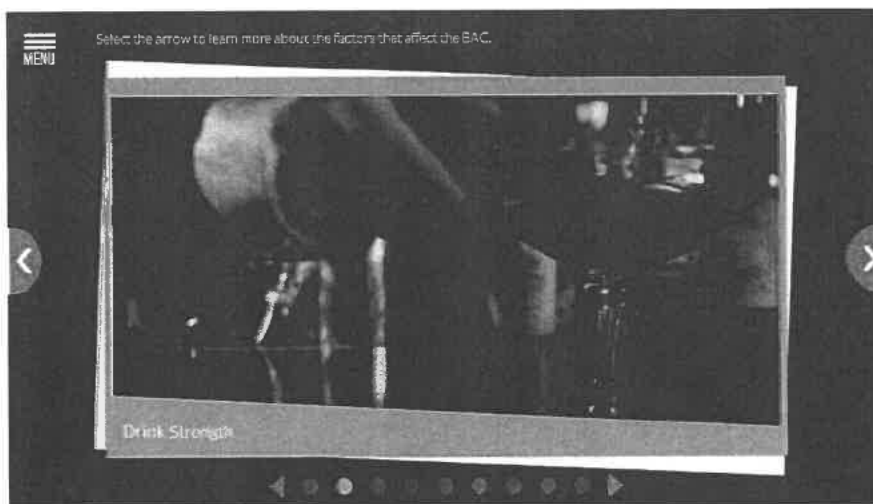 Select the arrow to learn more about the factors that affect the BAC.
MENU
Drink Strength